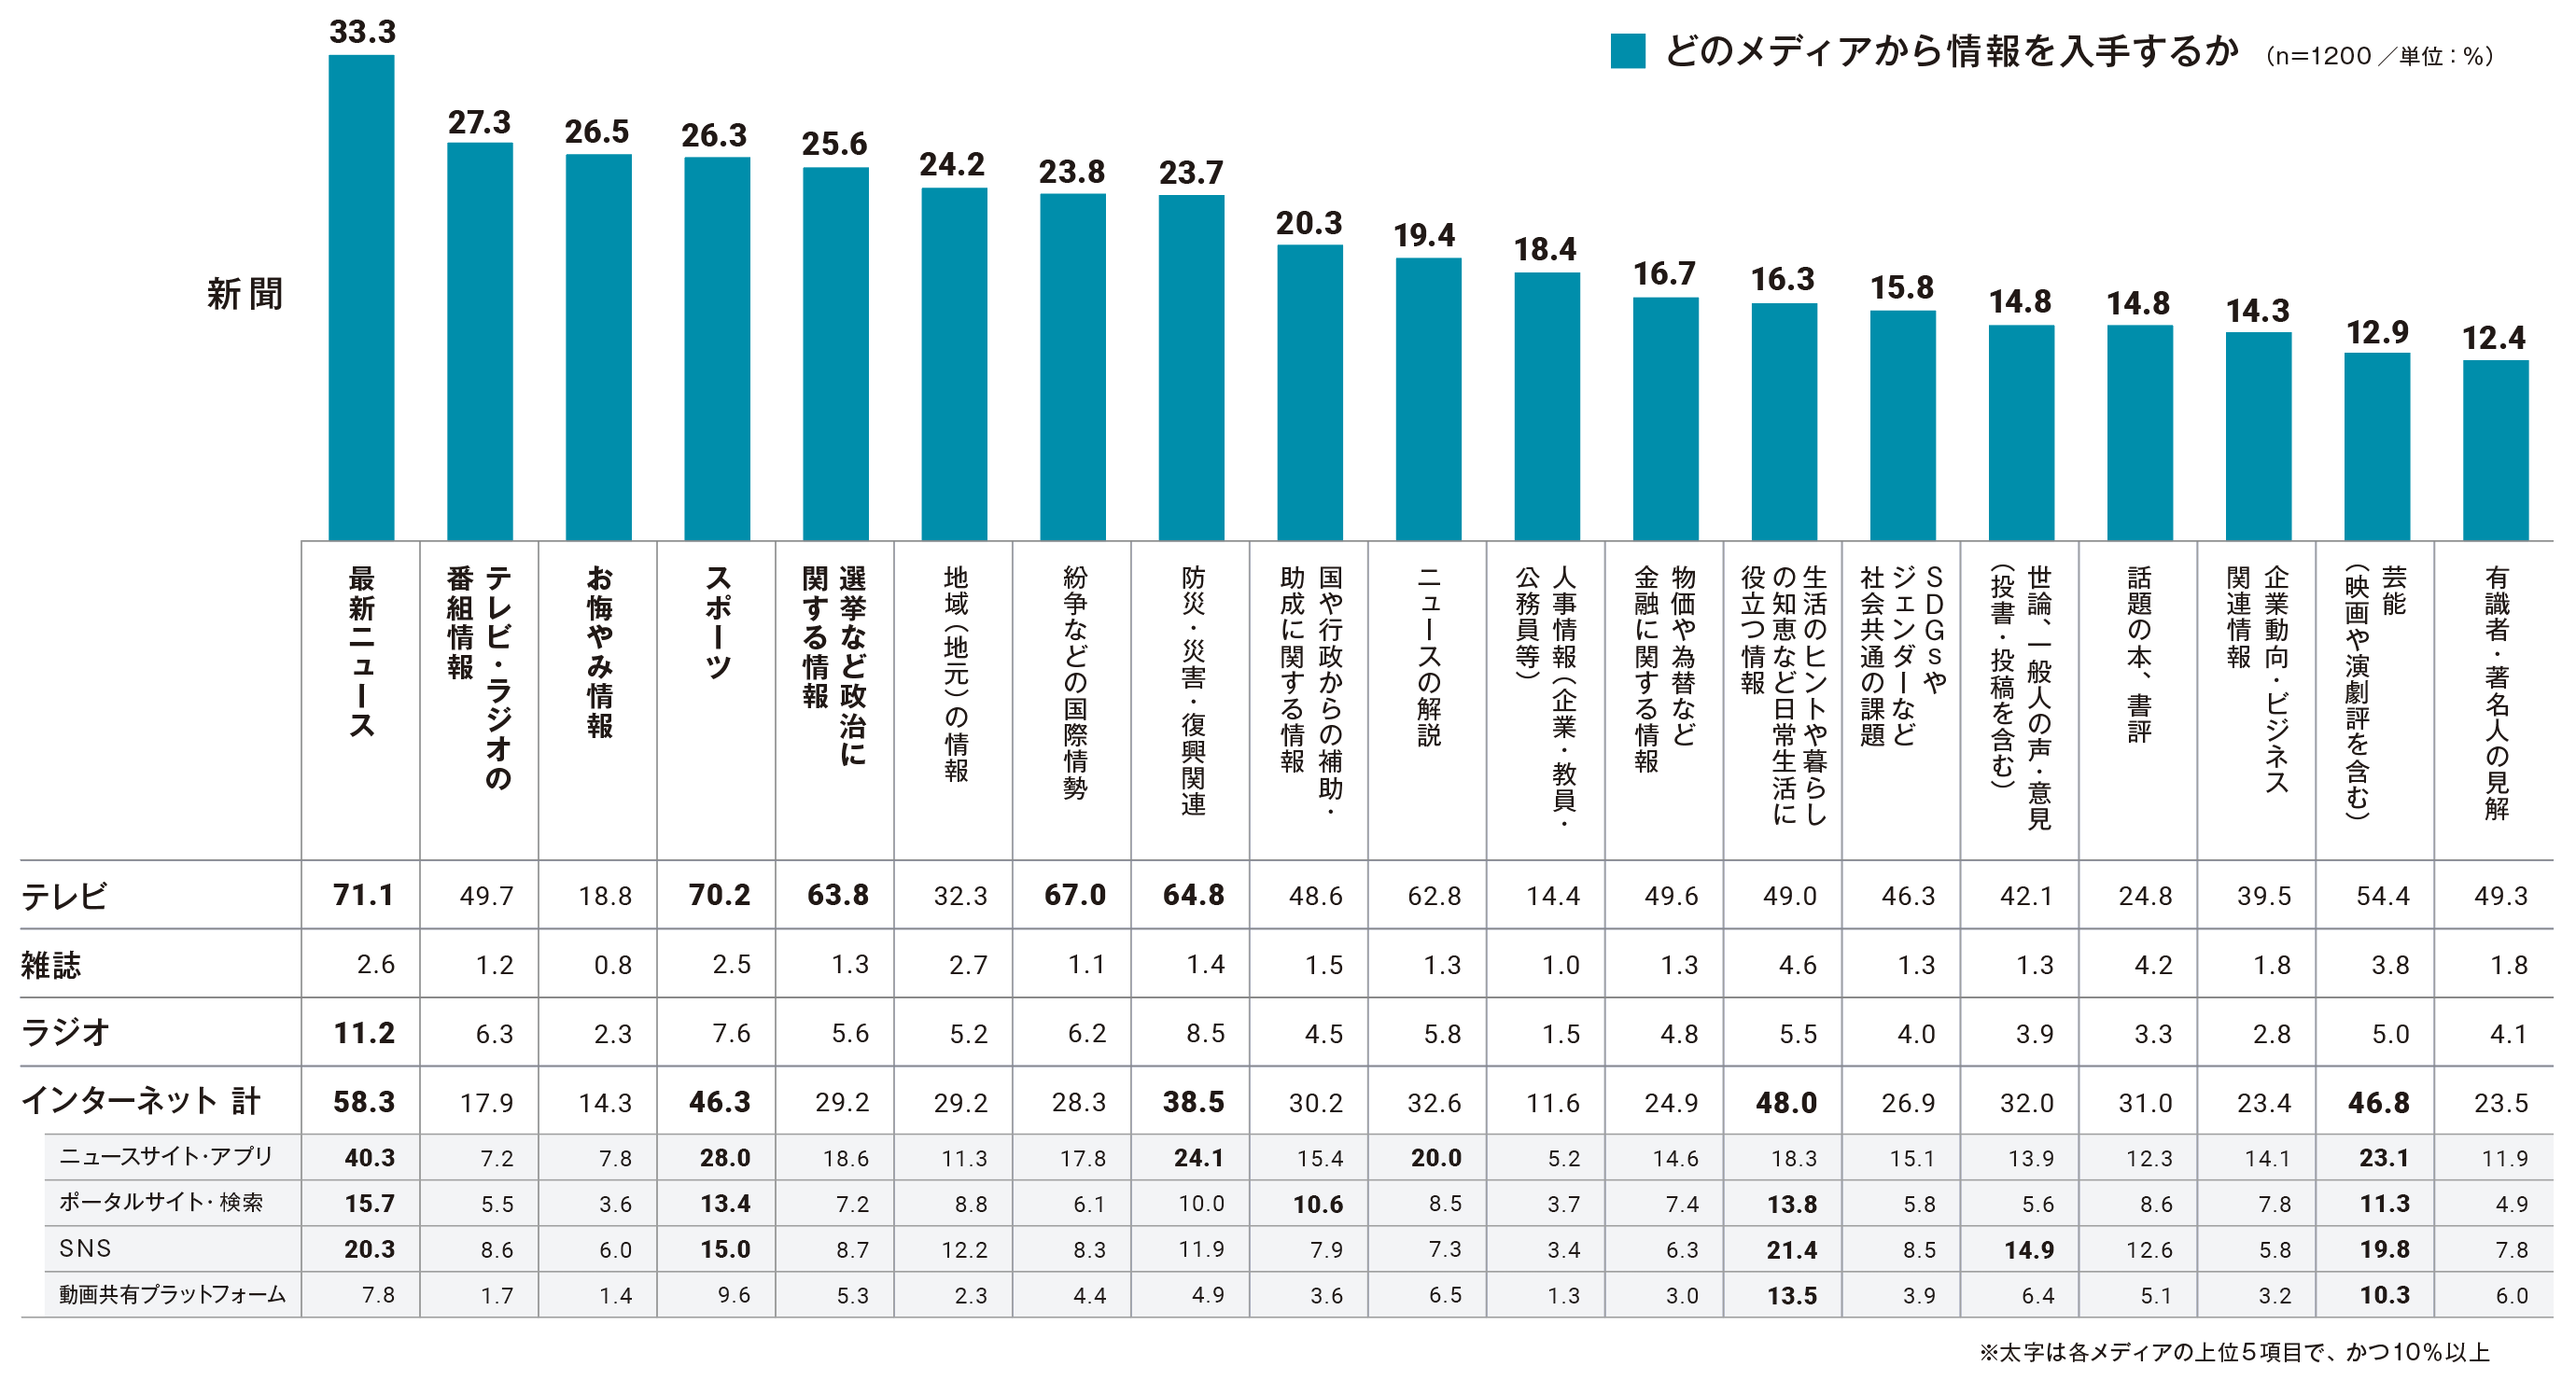 どのメディアから情報を入手するか (n=1200／単位：%)
新聞
33.3
27.3
26.5
26.3
25.6
24.2
23.8
23.7
20.3
19.4
18.4
16.7
16.3
15.8
14.8
14.8
14.3
12.9
12.4
最新ニュース
テレビ・ラジオの
番組情報
お悔やみ情報
スポーツ
選挙など政治に
関する情報
地域（地元）の情報
紛争などの国際情勢
防災・災害・復興関連
国や行政からの補助・
助成に関する情報
ニュースの解説
人事情報（企業・教員・
公務員等）
物価や為替など
金融に関する情報
生活のヒントや暮らし
の知恵など日常生活に
役立つ情報
SDGsや
ジェンダーなど
社会共通の課題
世論、一般人の声・意見
（投書・投稿を含む）
話題の本、書評
企業動向・ビジネス
関連情報
芸能
（映画や演劇評を含む）
有識者・著名人の見解
テレビ 71.1 49.7 18.8 70.2 63.8 32.3 67.0 64.8 48.6 62.8 14.4 49.6 49.0 46.3 42.1 24.8 39.5 54.4 49.3
雑誌 2.6 1.2 0.8 2.5 1.3 2.7 1.1 1.4 1.5 1.3 1.0 1.3 4.6 1.3 1.3 4.2 1.8 3.8 1.8
ラジオ 11.2 6.3 2.3 7.6 5.6 5.2 6.2 8.5 4.5 5.8 1.5 4.8 5.5 4.0 3.9 3.3 2.8 5.0 4.1
インターネット 計 58.3 17.9 14.3 46.3 29.2 29.2 28.3 38.5 30.2 32.6 11.6 24.9 48.0 26.9 32.0 31.0 23.4 46.8 23.5
ニュースサイト・アプリ 40.3 7.2 7.8 28.0 18.6 11.3 17.8 24.1 15.4 20.0 5.2 14.6 18.3 15.1 13.9 12.3 14.1 23.1 11.9
ポータルサイト・検索 15.7 5.5 3.6 13.4 7.2 8.8 6.1 10.0 10.6 8.5 3.7 7.4 13.8 5.8 5.6 8.6 7.8 11.3 4.9
SNS 20.3 8.6 6.0 15.0 8.7 12.2 8.3 11.9 7.9 7.3 3.4 6.3 21.4 8.5 14.9 12.6 5.8 19.8 7.8
動画共有プラットフォーム 7.8 1.7 1.4 9.6 5.3 2.3 4.4 4.9 3.6 6.5 1.3 3.0 13.5 3.9 6.4 5.1 3.2 10.3 6.0
※太字は各メディアの上位5項目で、かつ10%以上